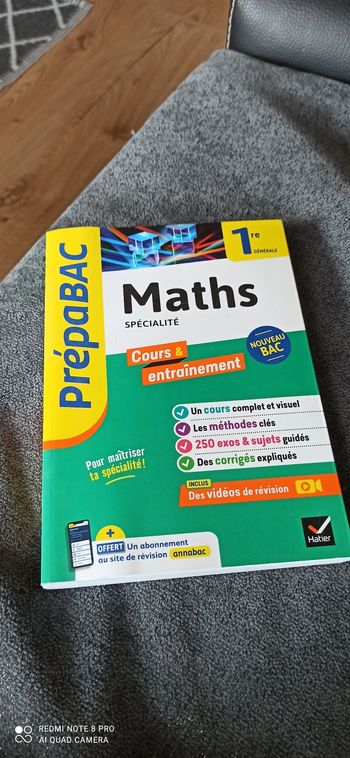 PrépaBAC
1re
GÉNÉRALE
Maths
SPÉCIALITÉ
NOUVEAU
BAC
Cours &
entraînement
Un cours complet et visuel
Les méthodes clés
250 exos & sujets guidés
Des corrigés expliqués
Pour maîtriser
ta spécialité !
INCLUS
Des vidéos de révision
+
OFFERT Un abonnement
au site de révision annabac
Hatier
REDMI NOTE 8 PRO
AI QUAD CAMERA